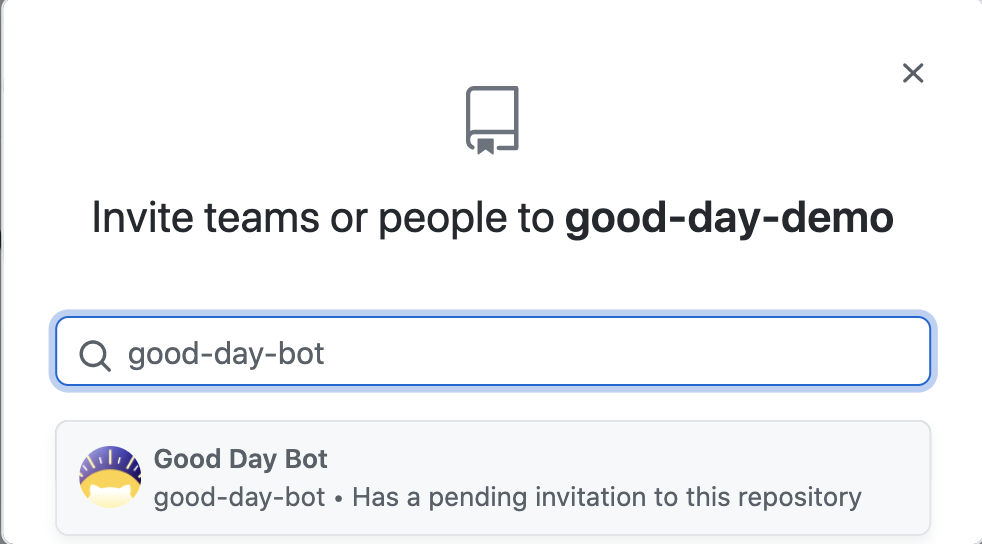 Invite teams or people to good-day-demo
good-day-bot
Good Day Bot
good-day-bot • Has a pending invitation to this repository